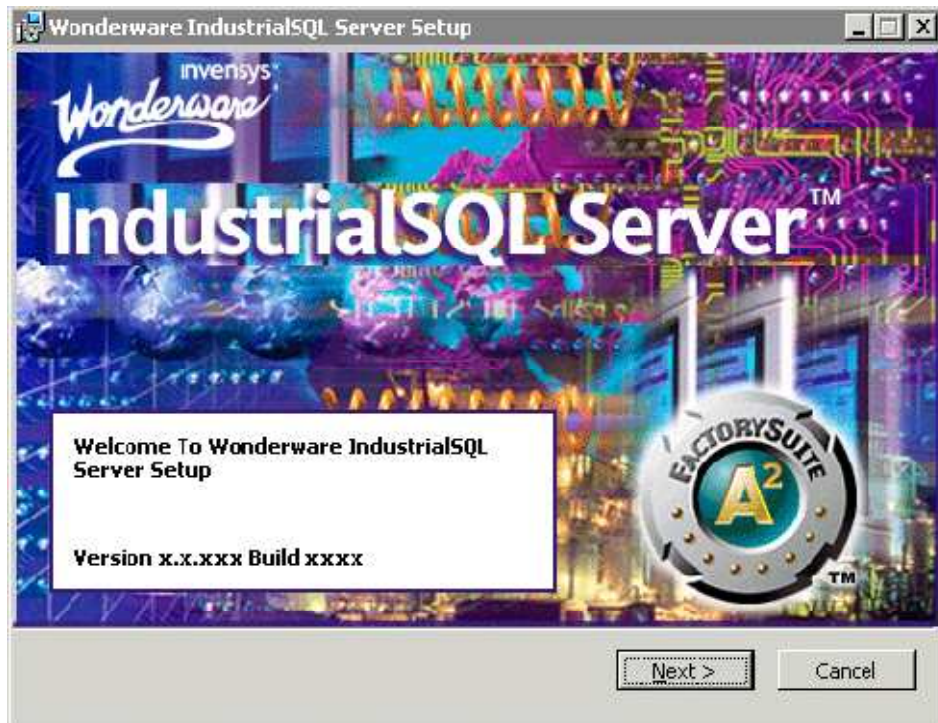 Wonderware IndustrialSQL Server Setup
invensys
Wonderware
IndustrialSQL Server™
Welcome To Wonderware IndustrialSQL
Server Setup
Version x.x.xxx Build xxxx
FACTORYSUITE
A²
TM
Next >
Cancel